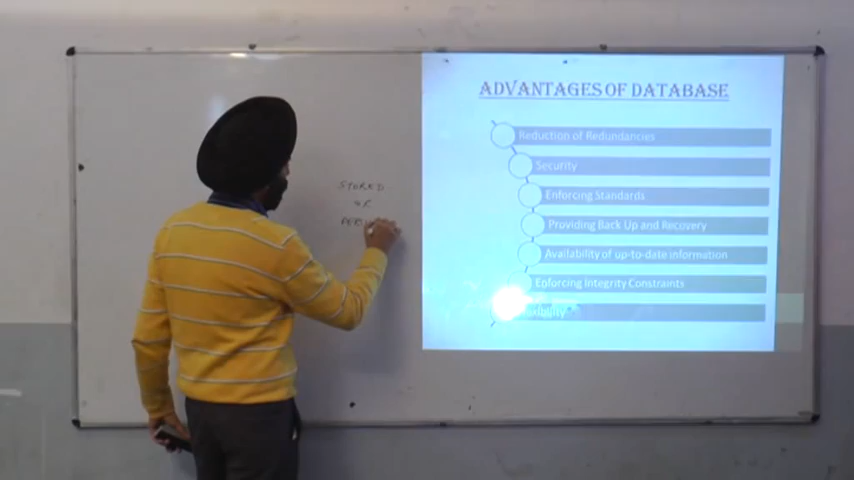 STORED
ADVANTAGES OF DATABASE
Reduction of Redundancies
Security
Enforcing Standards
Providing Back Up and Recovery
Availability of up-to-date information
Enforcing Integrity Constraints